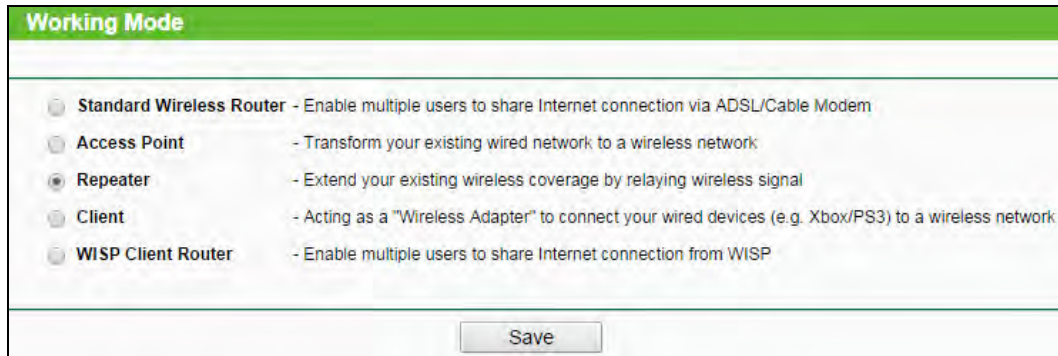 Working Mode
Standard Wireless Router - Enable multiple users to share Internet connection via ADSL/Cable Modem
Access Point - Transform your existing wired network to a wireless network
Repeater - Extend your existing wireless coverage by relaying wireless signal
Client - Acting as a "Wireless Adapter" to connect your wired devices (e.g. Xbox/PS3) to a wireless network
WISP Client Router - Enable multiple users to share Internet connection from WISP
Save